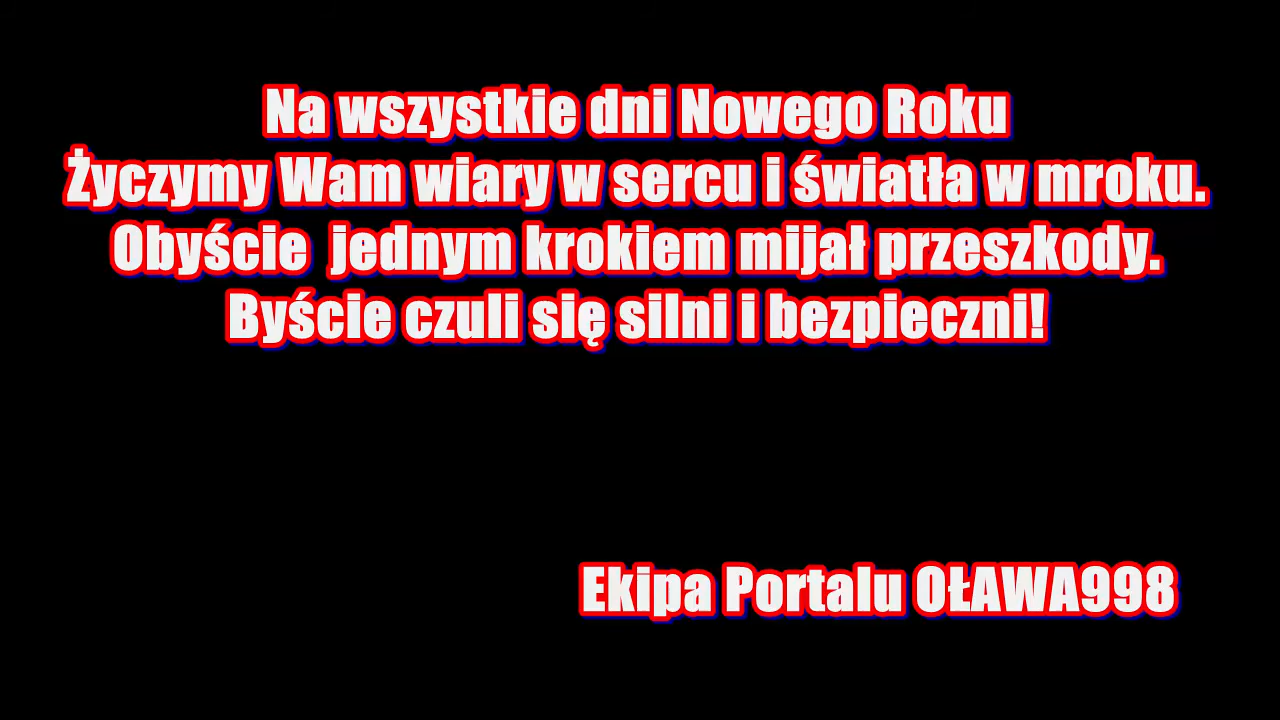 Na wszystkie dni Nowego Roku
Życzymy Wam wiary w sercu i światła w mroku.
Obyście  jednym krokiem mijał przeszkody.
Byście czuli się silni i bezpieczni!
Ekipa Portalu OŁAWA998